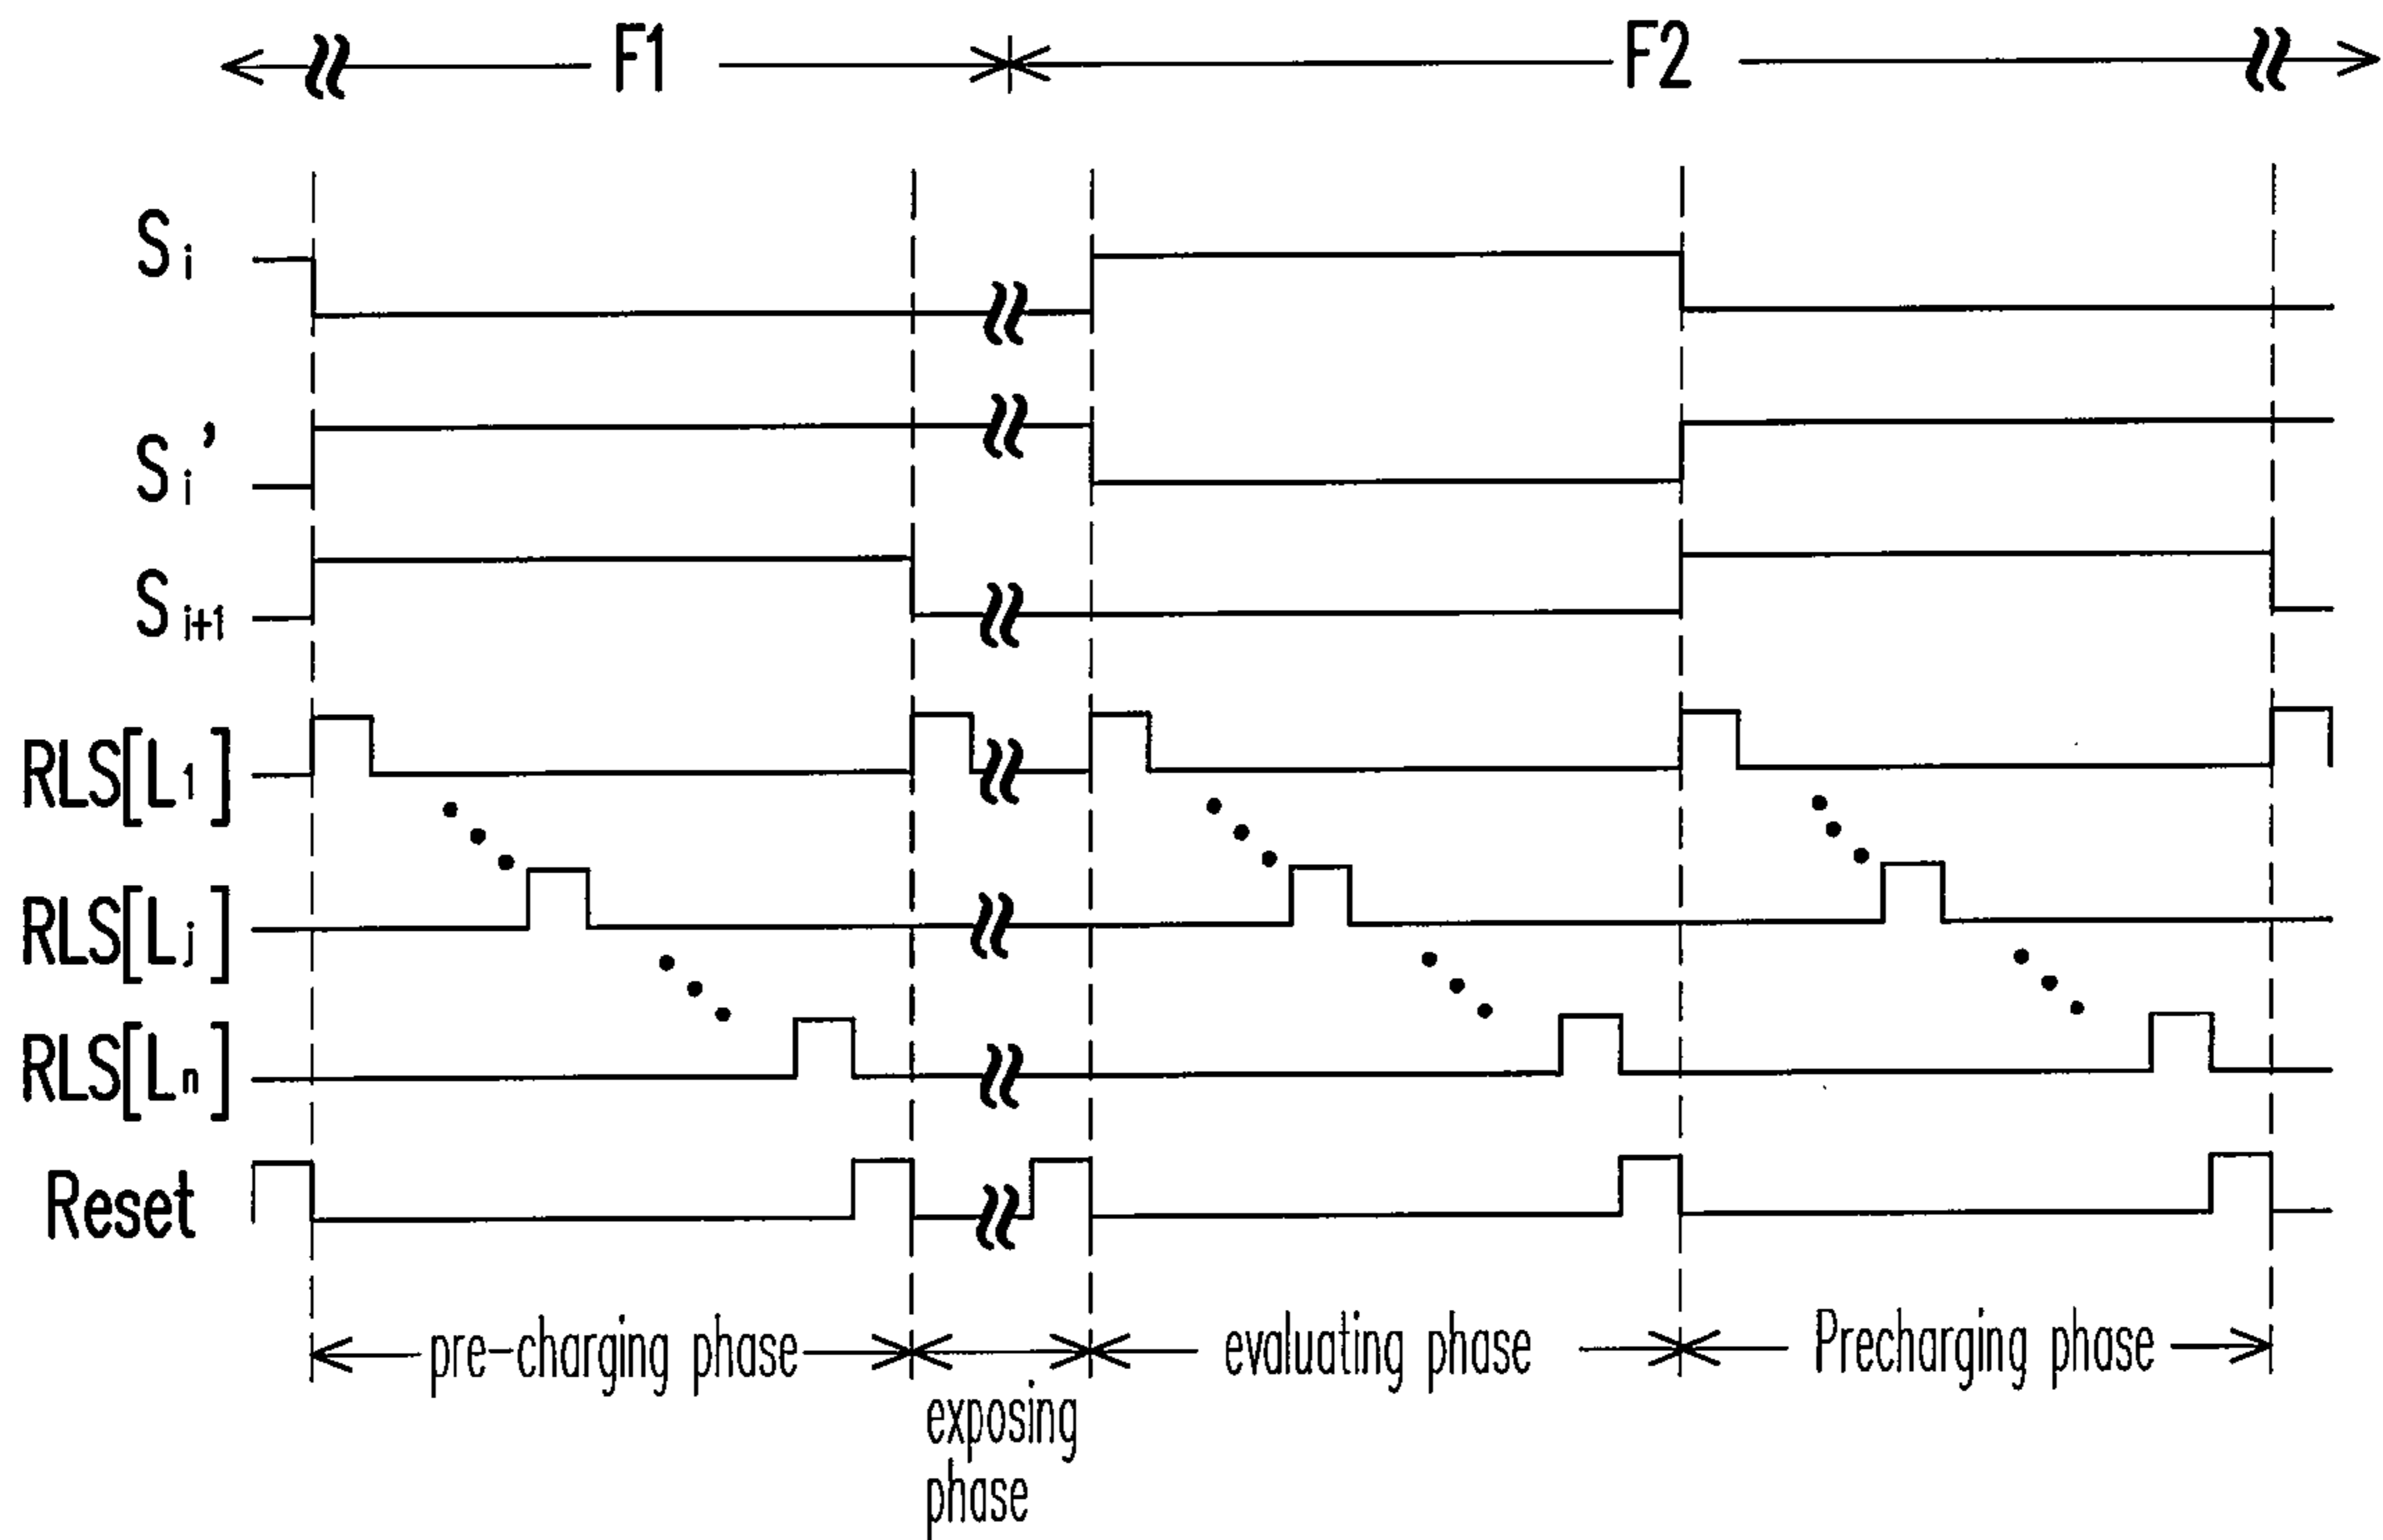 F1 F2
Si
Si'
Si+1
RLS[L1]
RLS[Lj]
RLS[Ln]
Reset
pre-charging phase evaluating phase Precharging phase
exposing
phase